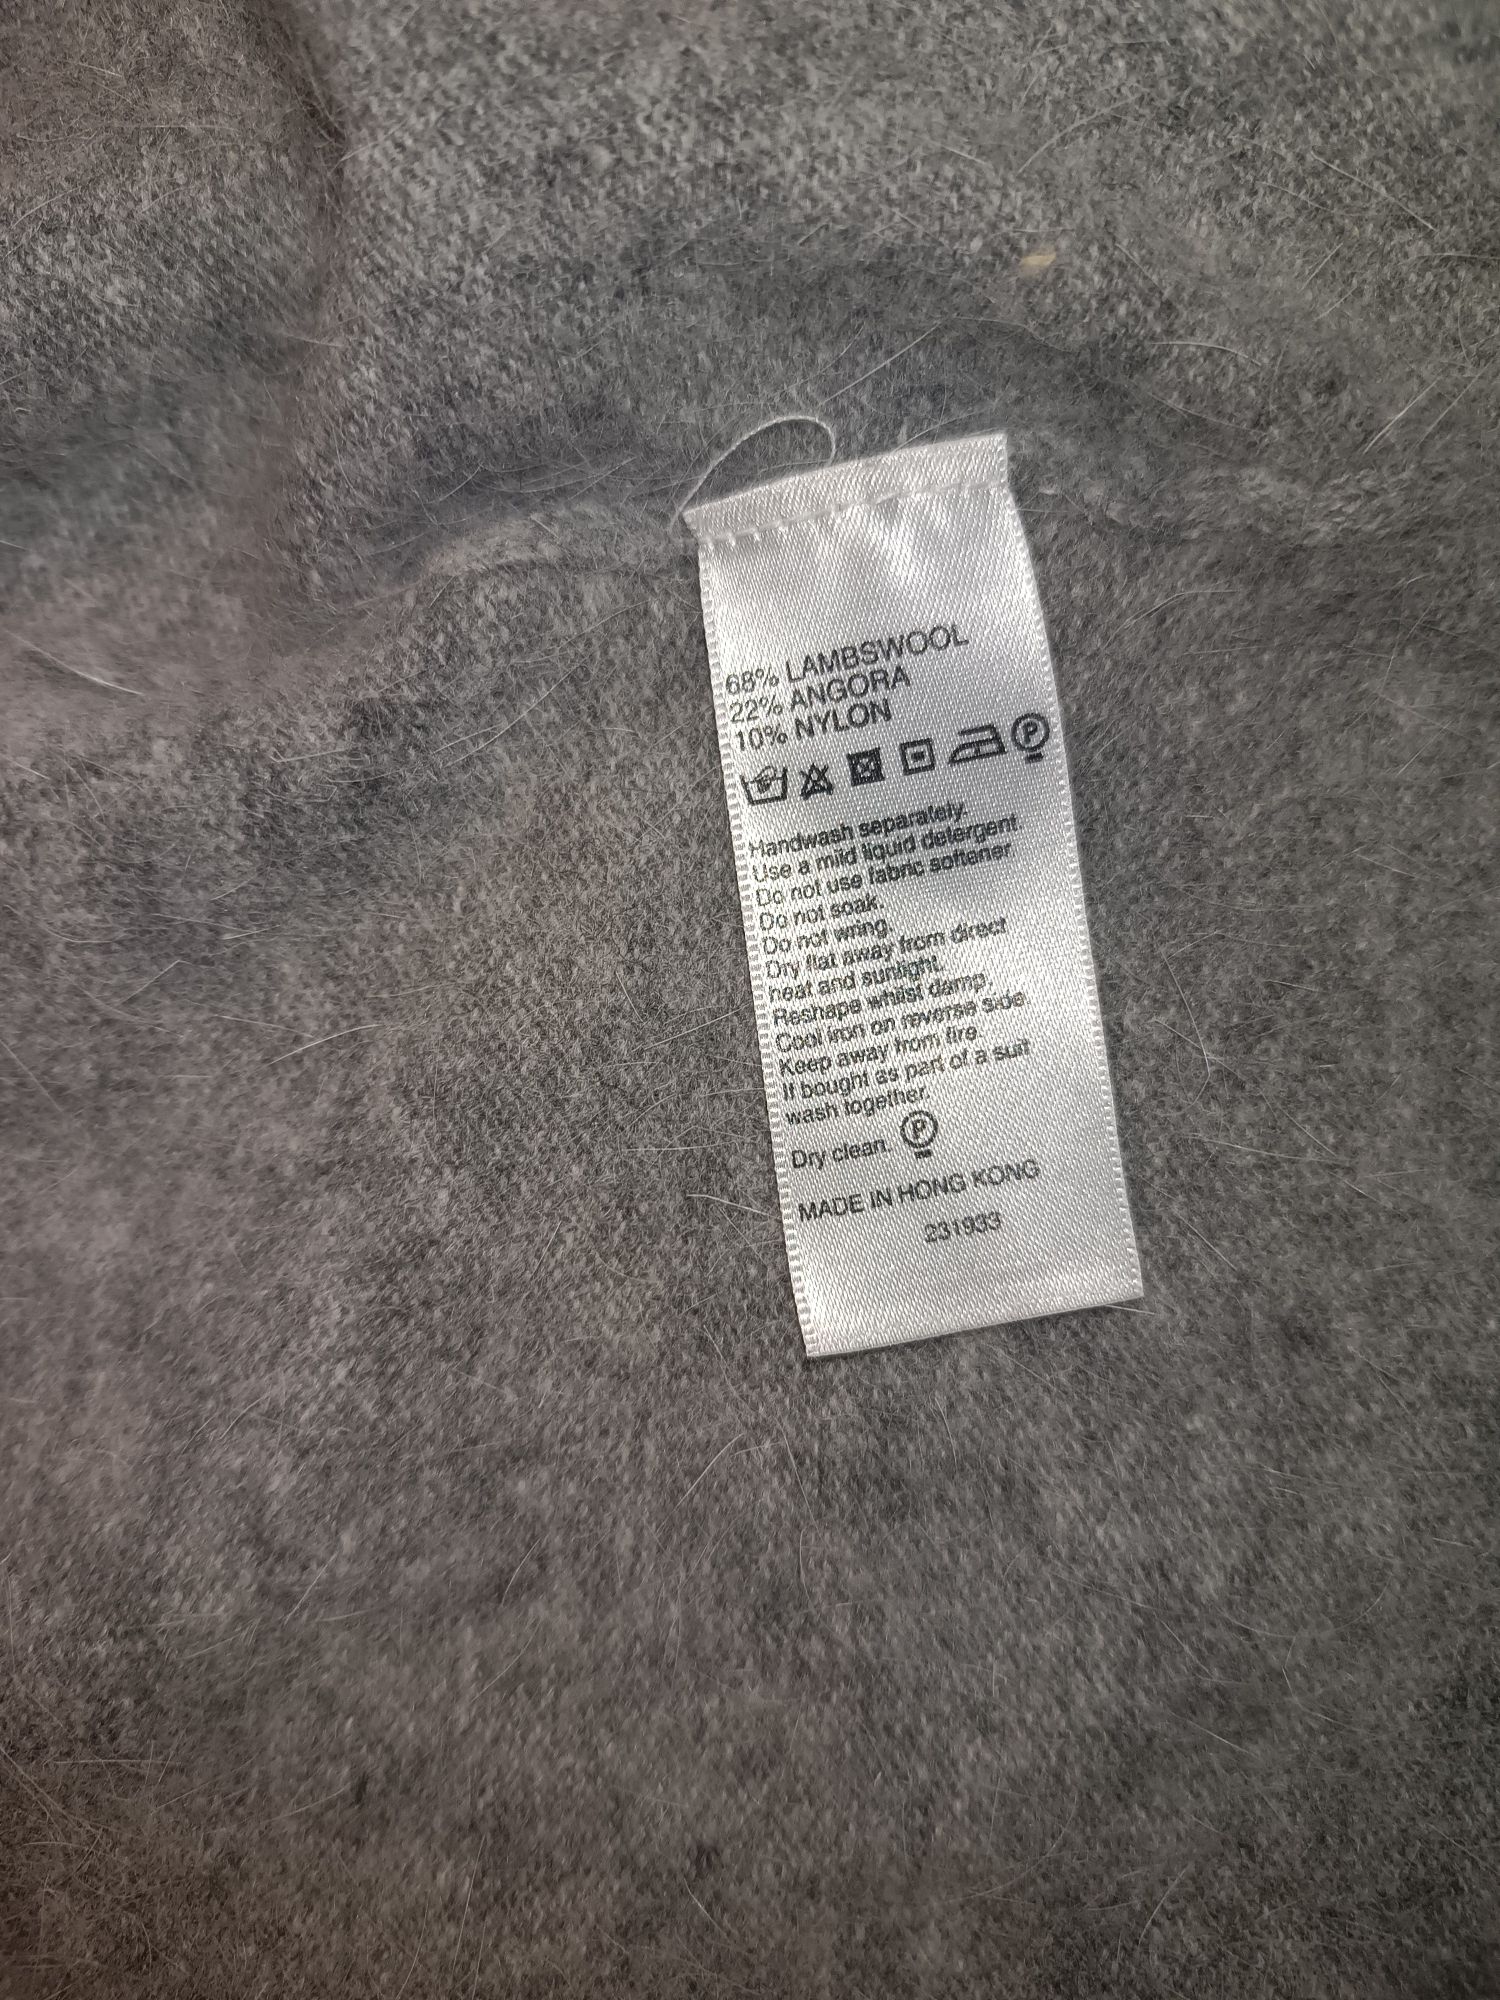 68% LAMBSWOOL
22% ANGORA
10% NYLON
P
Handwash separately.
Use a mild liquid detergent.
Do not use fabric softener.
Do not soak.
Do not wring.
Dry flat away from direct
heat and sunlight.
Reshape whilst damp.
Cool iron on reverse side.
Keep away from fire.
If bought as part of a suit
wash together.
Dry clean. P
MADE IN HONG KONG
231933